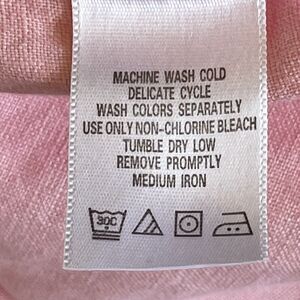 MACHINE WASH COLD
DELICATE CYCLE
WASH COLORS SEPARATELY
USE ONLY NON-CHLORINE BLEACH
TUMBLE DRY LOW
REMOVE PROMPTLY
MEDIUM IRON
30C